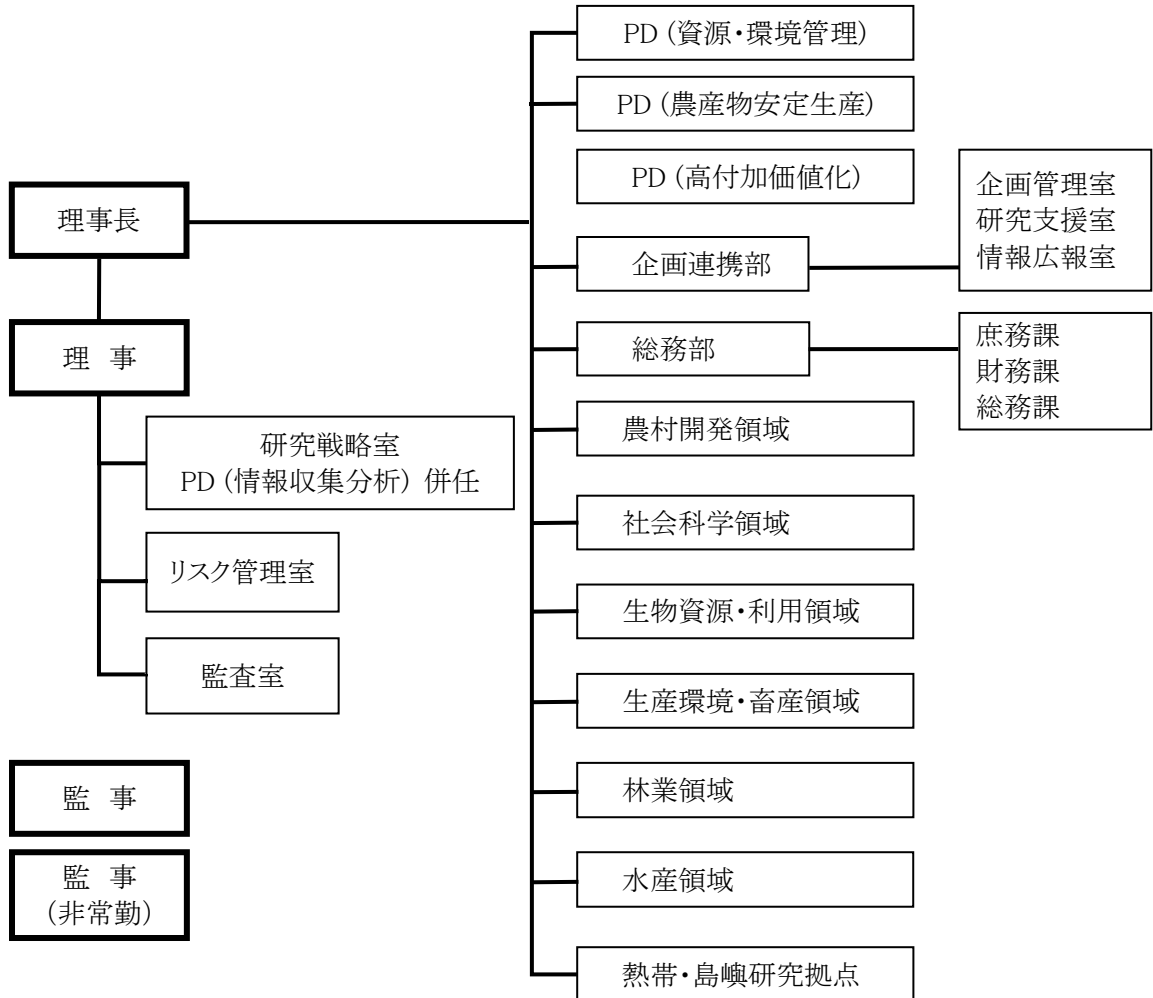 理事長
理 事
研究戦略室
PD (情報収集分析) 併任
リスク管理室
監査室
監 事
監 事
(非常勤)
PD (資源・環境管理)
PD (農産物安定生産)
PD (高付加価値化)
企画連携部
総務部
農村開発領域
社会科学領域
生物資源・利用領域
生産環境・畜産領域
林業領域
水産領域
熱帯・島嶼研究拠点
企画管理室
研究支援室
情報広報室
庶務課
財務課
総務課